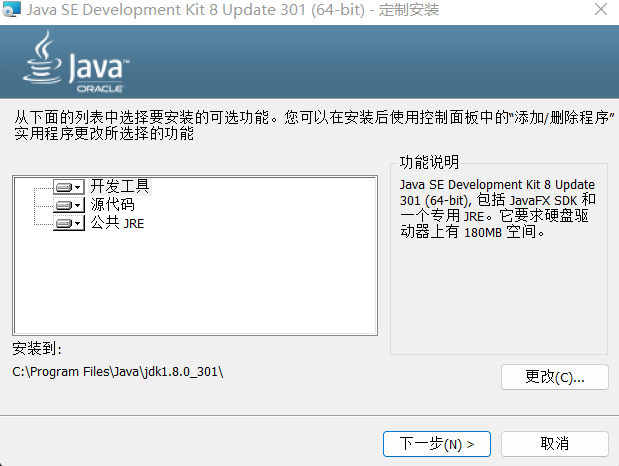 Java SE Development Kit 8 Update 301 (64-bit) - 定制安装
Java™
ORACLE
从下面的列表中选择要安装的可选功能。您可以在安装后使用控制面板中的“添加/删除程序”
实用程序更改所选择的功能
开发工具
源代码
公共 JRE
功能说明
Java SE Development Kit 8 Update
301 (64-bit), 包括 JavaFX SDK 和
一个专用 JRE。它要求硬盘驱
动器上有 180MB 空间。
安装到:
C:\Program Files\Java\jdk1.8.0_301\
更改(C)...
下一步(N) >
取消